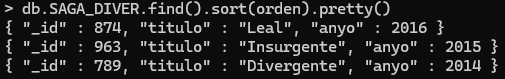 > db.SAGA_DIVER.find().sort(orden).pretty()
{ "_id" : 874, "titulo" : "Leal", "anyo" : 2016 }
{ "_id" : 963, "titulo" : "Insurgente", "anyo" : 2015 }
{ "_id" : 789, "titulo" : "Divergente", "anyo" : 2014 }